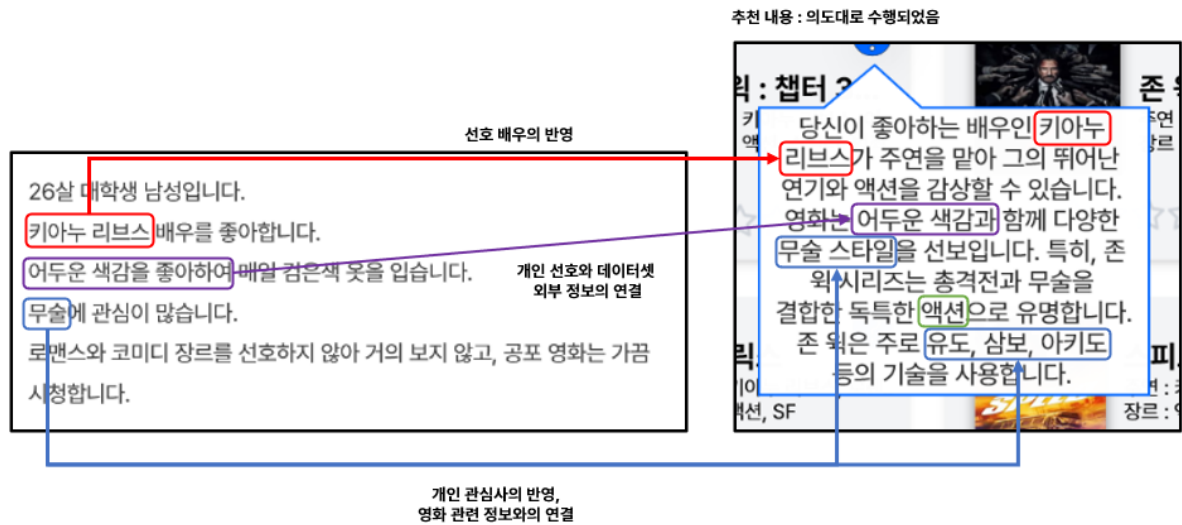 추천 내용 : 의도대로 수행되었음
선호 배우의 반영
26살 대학생 남성입니다.
키아누 리브스 배우를 좋아합니다.
어두운 색감을 좋아하여 매일 검은색 옷을 입습니다.
무술에 관심이 많습니다.
로맨스와 코미디 장르를 선호하지 않아 거의 보지 않고, 공포 영화는 가끔
시청합니다.
개인 선호와 데이터셋
외부 정보의 연결
개인 관심사의 반영,
영화 관련 정보와의 연결
윅 : 챕터 3
존
당신이 좋아하는 배우인 키아누
리브스가 주연을 맡아 그의 뛰어난
연기와 액션을 감상할 수 있습니다.
영화는 어두운 색감과 함께 다양한
무술 스타일을 선보입니다. 특히, 존
윅 시리즈는 총격전과 무술을
결합한 독특한 액션으로 유명합니다.
존 윅은 주로 유도, 삼보, 아키도
등의 기술을 사용합니다.
액션, SF
장르 :